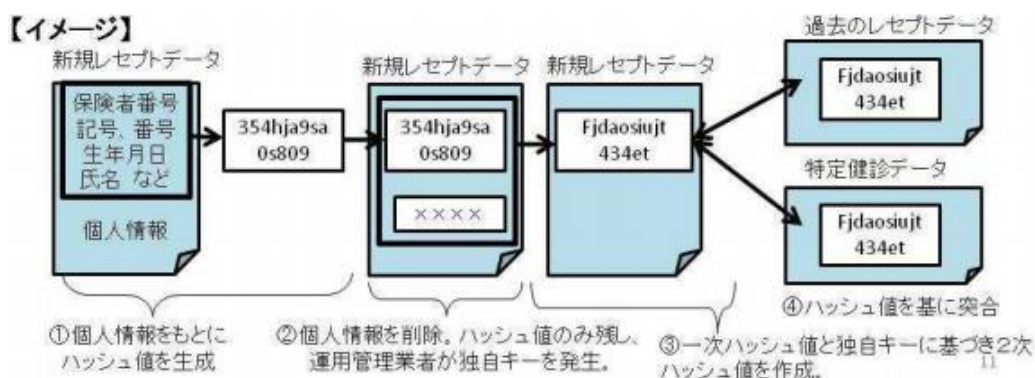 【イメージ】
新規レセプトデータ
保険者番号
記号、番号
生年月日
氏名 など
個人情報
354hja9sa
0s809
新規レセプトデータ
354hja9sa
0s809
××××
新規レセプトデータ
Fjdaosiujt
434et
過去のレセプトデータ
Fjdaosiujt
434et
特定健診データ
Fjdaosiujt
434et
①個人情報をもとに
ハッシュ値を生成
②個人情報を削除。ハッシュ値のみ残し、
運用管理業者が独自キーを発生。
③一次ハッシュ値と独自キーに基づき２次
ハッシュ値を作成。
④ハッシュ値を基に突合
11